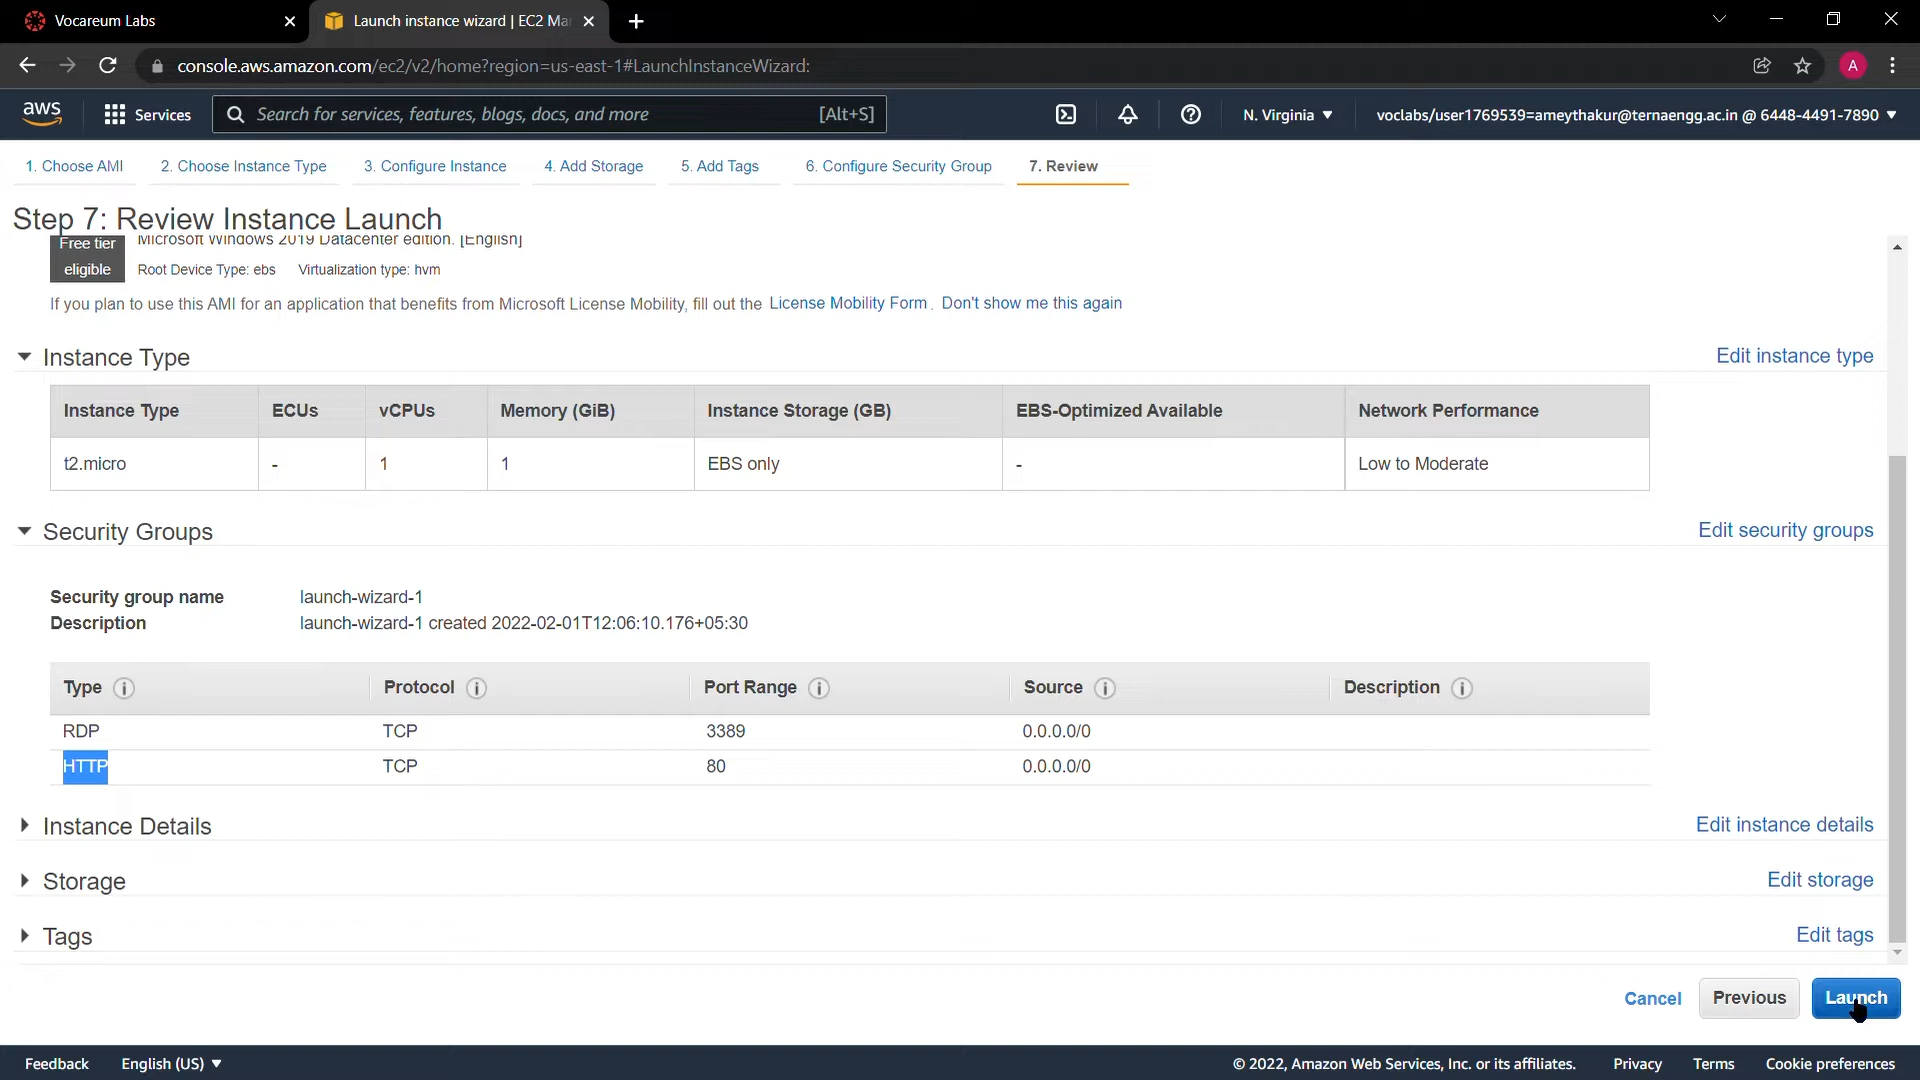 Vocareum Labs
Launch instance wizard | EC2 Ma
console.aws.amazon.com/ec2/v2/home?region=us-east-1#LaunchInstanceWizard:
A
aws
Services
Search for services, features, blogs, docs, and more
[Alt+S]
N. Virginia
voclabs/user1769539=ameythakur@ternaengg.ac.in @ 6448-4491-7890
1. Choose AMI
2. Choose Instance Type
3. Configure Instance
4. Add Storage
5. Add Tags
6. Configure Security Group
7. Review
Step 7: Review Instance Launch
Free tier
eligible
Microsoft Windows 2019 Datacenter edition. [English]
Root Device Type: ebs Virtualization type: hvm
If you plan to use this AMI for an application that benefits from Microsoft License Mobility, fill out the License Mobility Form. Don't show me this again
Instance Type
Edit instance type
Instance Type ECUs vCPUs Memory (GiB) Instance Storage (GB) EBS-Optimized Available Network Performance
t2.micro - 1 1 EBS only - Low to Moderate
Security Groups
Edit security groups
Security group name launch-wizard-1
Description launch-wizard-1 created 2022-02-01T12:06:10.176+05:30
Type i Protocol i Port Range i Source i Description i
RDP TCP 3389 0.0.0.0/0
HTTP TCP 80 0.0.0.0/0
Instance Details
Edit instance details
Storage
Edit storage
Tags
Edit tags
Cancel
Previous
Launch
Feedback
English (US)
© 2022, Amazon Web Services, Inc. or its affiliates.
Privacy
Terms
Cookie preferences